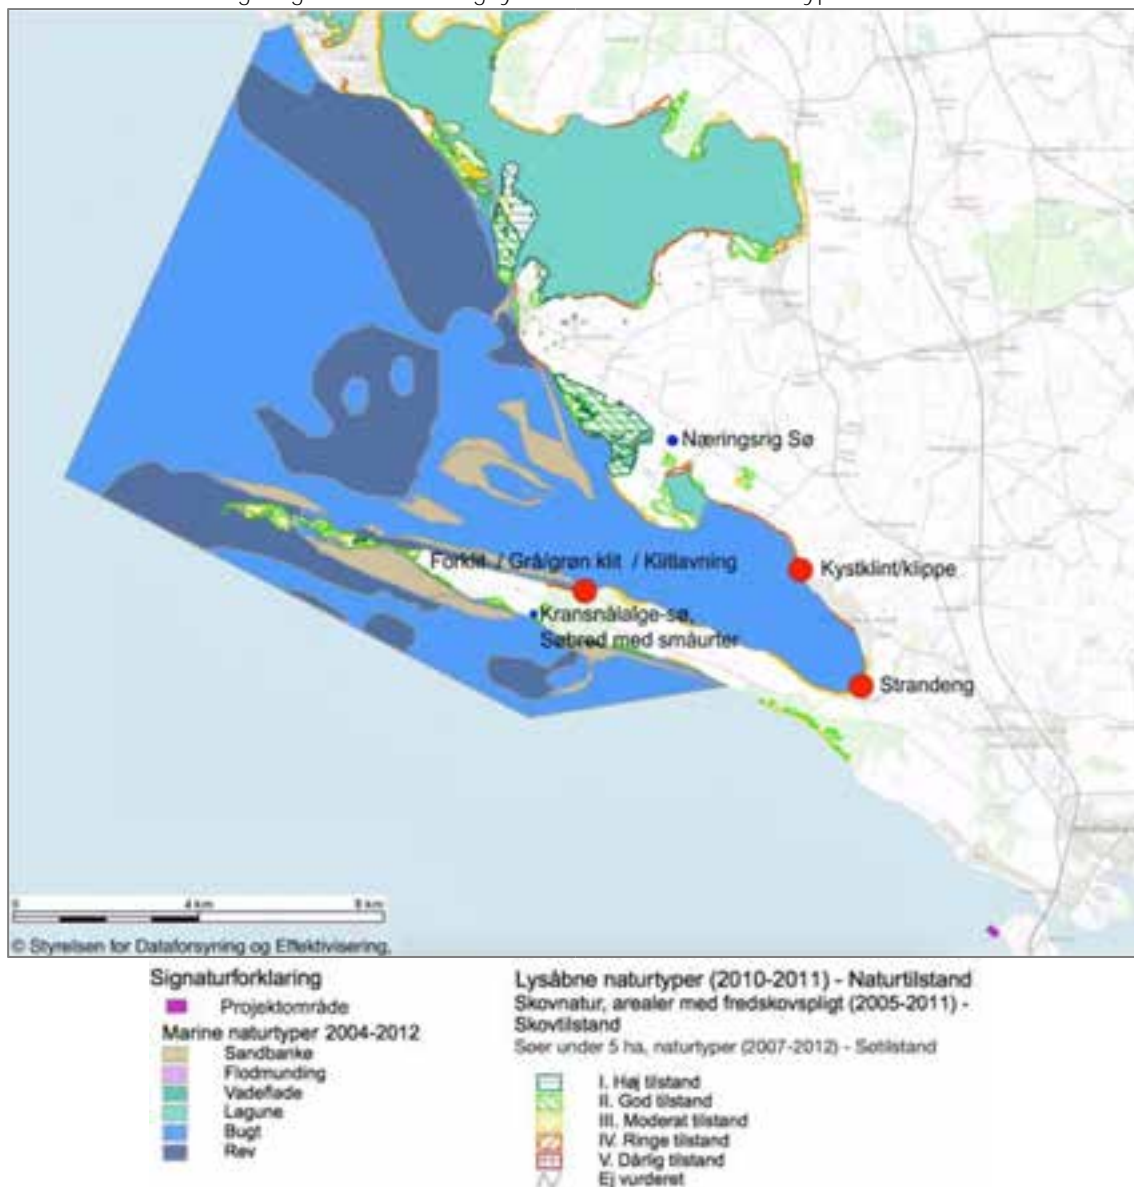 Næringsrig Sø
Forklit / Grå/grøn klit / Klitlavning
Kystklint/klippe
Kransnålalge-sø,
Søbred med småurter
Strandeng
0 4 km 8 km
© Styrelsen for Dataforsyning og Effektivisering,
Signaturforklaring
Projektområde
Marine naturtyper 2004-2012
Sandbanke
Flodmunding
Vadeflade
Lagune
Bugt
Rev
Lysåbne naturtyper (2010-2011) - Naturtilstand
Skovnatur, arealer med fredskovspligt (2005-2011) -
Skovtilstand
Søer under 5 ha, naturtyper (2007-2012) - Søtilstand
I. Høj tilstand
II. God tilstand
III. Moderat tilstand
IV. Ringe tilstand
V. Dårlig tilstand
Ej vurderet